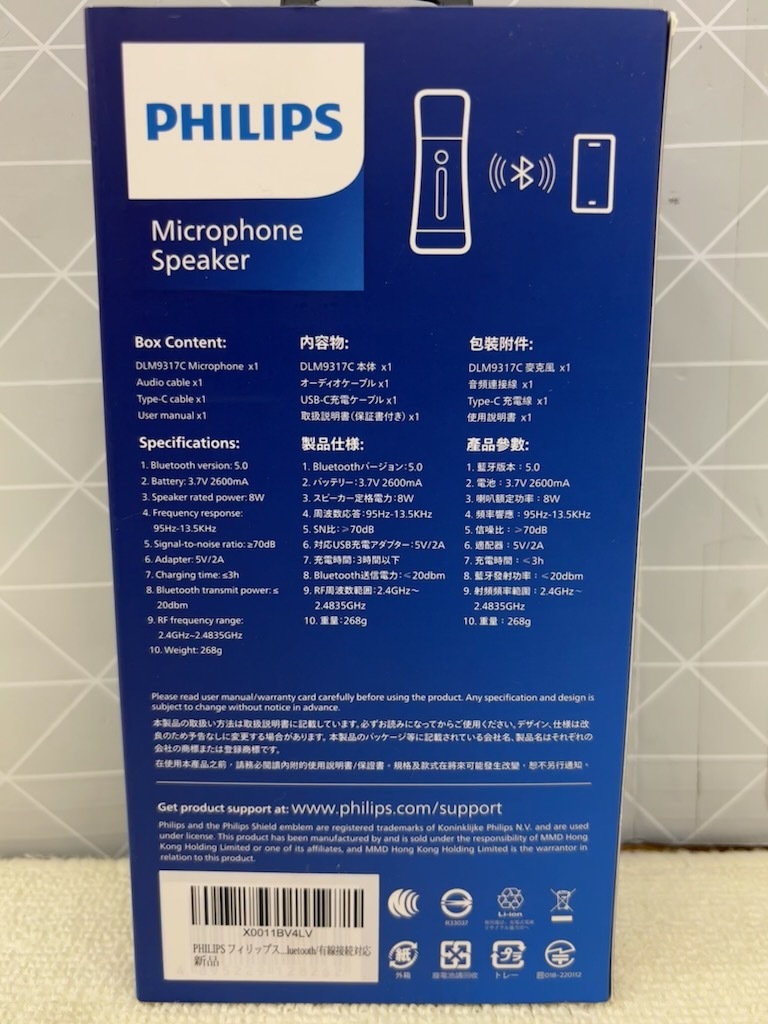 PHILIPS
Microphone
Speaker
Box Content:
DLM9317C Microphone x1
Audio cable x1
Type-C cable x1
User manual x1
Specifications:
1. Bluetooth version: 5.0
2. Battery: 3.7V 2600mA
3. Speaker rated power: 8W
4. Frequency response:
95Hz-13.5KHz
5. Signal-to-noise ratio: ≥70dB
6. Adapter: 5V/2A
7. Charging time: ≤3h
8. Bluetooth transmit power: ≤
20dbm
9. RF frequency range:
2.4GHz~2.4835GHz
10. Weight: 268g
内容物:
DLM9317C 本体 x1
オーディオケーブル x1
USB-C充電ケーブル x1
取扱説明書(保証書付き) x1
製品仕様:
1. Bluetoothバージョン:5.0
2. バッテリー:3.7V 2600mA
3. スピーカー定格電力:8W
4. 周波数応答:95Hz-13.5KHz
5. SN比:≥70dB
6. 対応USB充電アダプター:5V/2A
7. 充電時間:3時間以下
8. Bluetooth送信電力:≤20dbm
9. RF周波数範囲:2.4GHz~
2.4835GHz
10. 重量:268g
包裝附件:
DLM9317C 麥克風 x1
音頻連接線 x1
Type-C 充電線 x1
使用說明書 x1
產品參數:
1. 藍牙版本:5.0
2. 電池:3.7V 2600mA
3. 喇叭額定功率:8W
4. 頻率響應:95Hz-13.5KHz
5. 信噪比:≥70dB
6. 適配器:5V/2A
7. 充電時間:≤3h
8. 藍牙發射功率:≤20dbm
9. 射頻頻率範圍:2.4GHz~
2.4835GHz
10. 重量:268g
Please read user manual/warranty card carefully before using the product. Any specification and design is
subject to change without notice in advance.
本製品の取扱い方法は取扱説明書に記載しています。必ずお読みになってからご使用ください。デザイン、仕様は改
良のため予告なしに変更する場合があります。本製品のパッケージ等に記載されている会社名、製品名はそれぞれの
会社の商標または登録商標です。
在使用本產品之前,請務必閱讀內附的使用說明書/保證書。規格及款式在將來可能發生改變,恕不另行通知。
Get product support at: www.philips.com/support
Philips and the Philips Shield emblem are registered trademarks of Koninklijke Philips N.V. and are used
under license. This product has been manufactured by and is sold under the responsibility of MMD Hong
Kong Holding Limited or one of its affiliates, and MMD Hong Kong Holding Limited is the warrantor in
relation to this product.
X0011BV4LV
PHILIPS フィリップス...luetooth/有線接続対応
新品
R33037
Li-ion
紙
外箱
廢電池請回收
トレー
018-220112